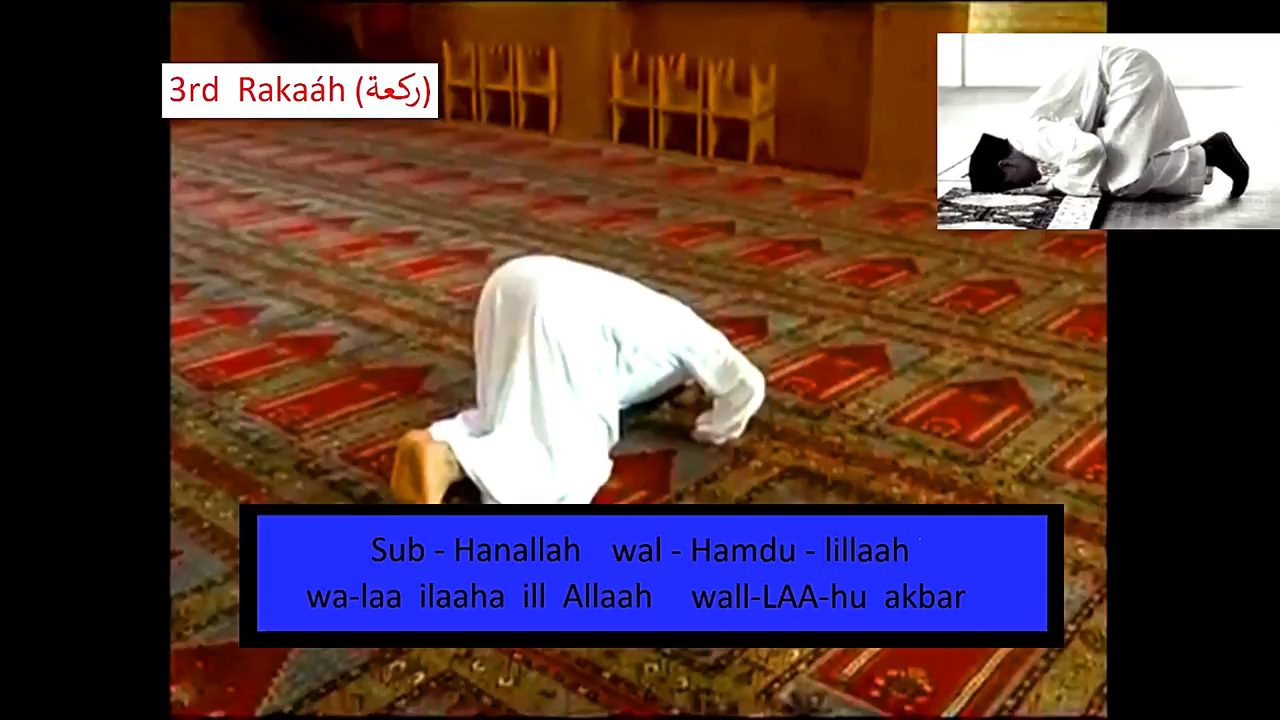 3rd Rakaáh (ركعة)
Sub - Hanallah wal - Hamdu - lillaah
wa-laa ilaaha ill Allaah wall-LAA-hu akbar